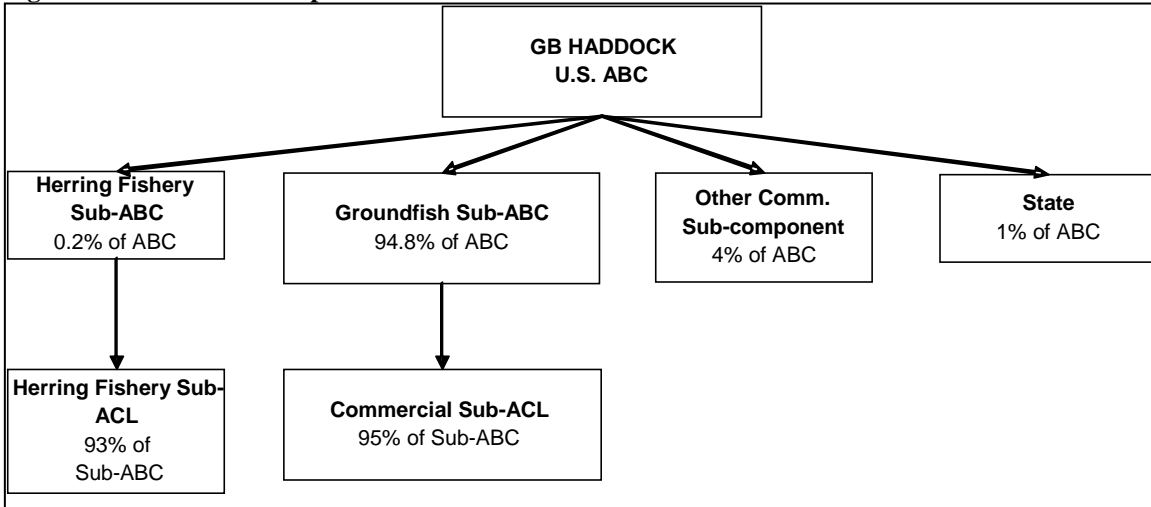 GB HADDOCK
U.S. ABC
Herring Fishery
Sub-ABC
0.2% of ABC
Groundfish Sub-ABC
94.8% of ABC
Other Comm.
Sub-component
4% of ABC
State
1% of ABC
Herring Fishery Sub-
ACL
93% of
Sub-ABC
Commercial Sub-ACL
95% of Sub-ABC